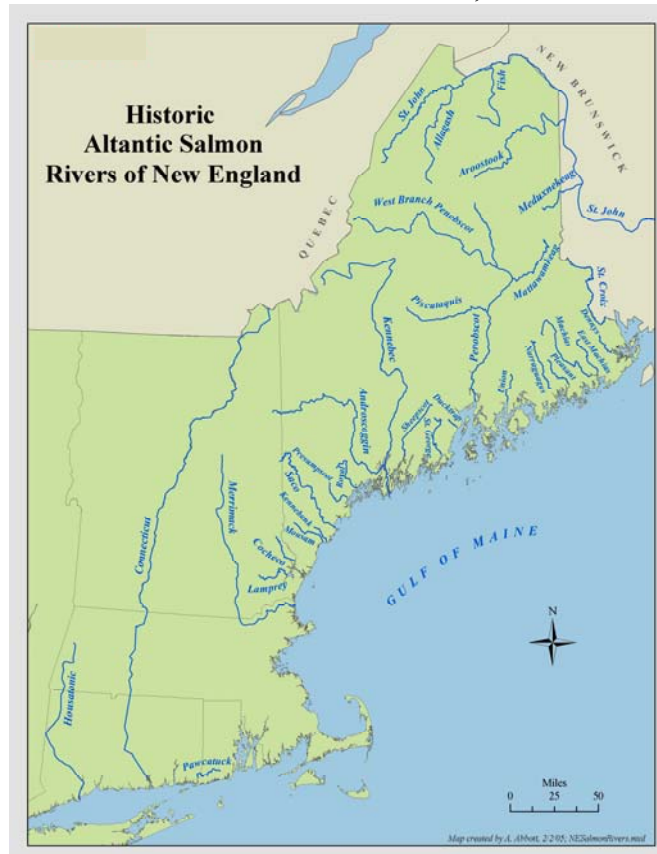 Historic
Altantic Salmon
Rivers of New England
NEW BRUNSWICK
QUEBEC
St. John
Allagash
Fish
Aroostook
Meduxnekeug
St. John
West Branch Penobscot
Mattawamkeag
St. Croix
Piscataquis
Penobscot
Kennebec
Dennys
East Machias
Machias
Pleasant
Narraguagus
Union
Ducktrap
St. George
Sheepscot
Androscoggin
Royal
Presumpscot
Saco
Kennebunk
Mousam
Cocheco
Lamprey
Merrimack
Connecticut
Housatonic
Pawcatuck
GULF OF MAINE
N
Miles
0 25 50
Map created by A. Abbott, 2/2/05; NESalmonRivers.mxd